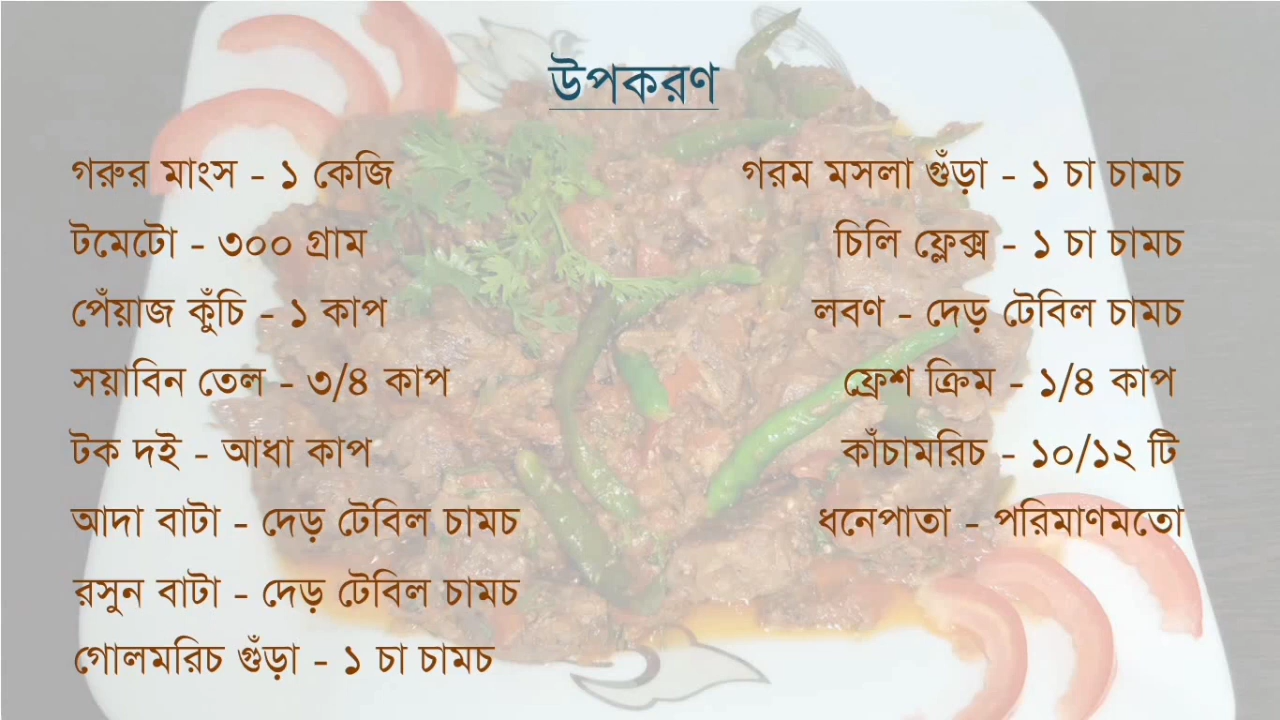 উপকরণ
গরুর মাংস - ১ কেজি
টমেটো - ৩০০ গ্রাম
পেঁয়াজ কুঁচি - ১ কাপ
সয়াবিন তেল - ৩/৪ কাপ
টক দই - আধা কাপ
আদা বাটা - দেড় টেবিল চামচ
রসুন বাটা - দেড় টেবিল চামচ
গোলমরিচ গুঁড়া - ১ চা চামচ
গরম মসলা গুঁড়া - ১ চা চামচ
চিলি ফ্লেক্স - ১ চা চামচ
লবণ - দেড় টেবিল চামচ
ফ্রেশ ক্রিম - ১/৪ কাপ
কাঁচামরিচ - ১০/১২ টি
ধনেপাতা - পরিমাণমতো